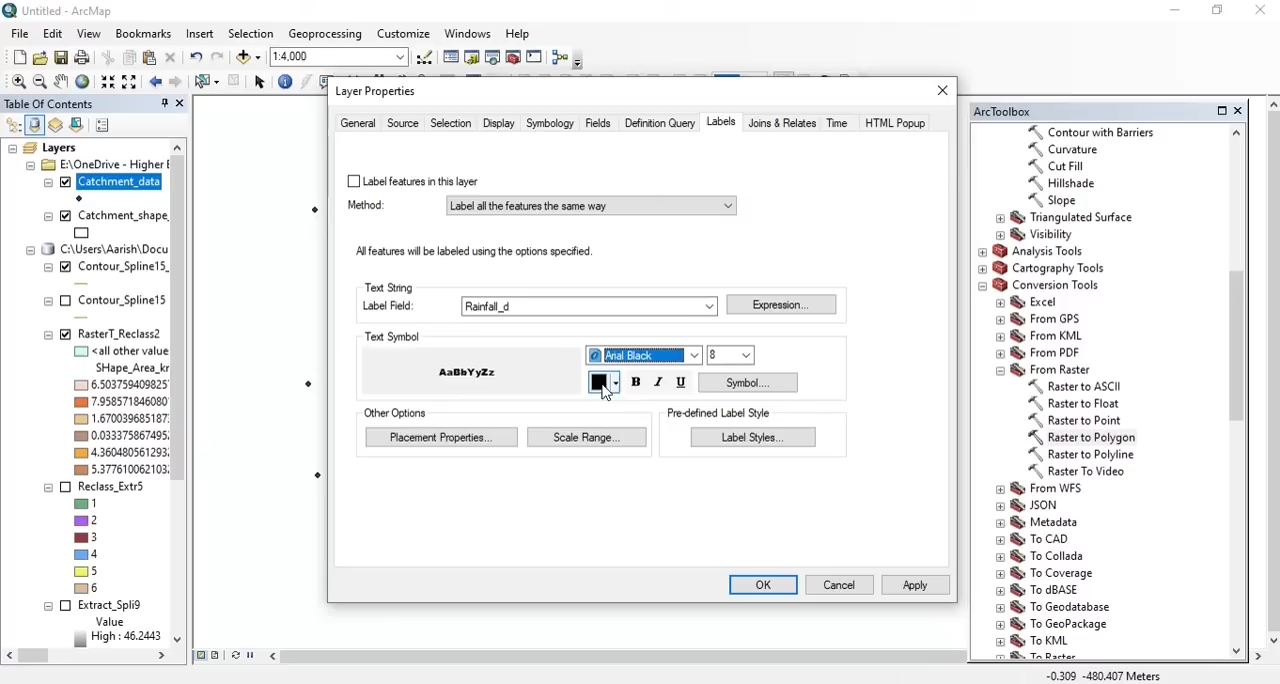 Untitled - ArcMap
File Edit View Bookmarks Insert Selection Geoprocessing Customize Windows Help
1:4,000
Table Of Contents
Layers
E:\OneDrive - Higher E
Catchment_data
Catchment_shape_
C:\Users\Aarish\Docu
Contour_Spline15_
Contour_Spline15
RasterT_Reclass2
<all other value
SHape_Area_kr
6.503759409825
7.958571846080
1.670039685187
0.033375867495
4.360480561293
5.377610062103
Reclass_Extr5
1
2
3
4
5
6
Extract_Spli9
Value
High : 46.2443
Layer Properties
General Source Selection Display Symbology Fields Definition Query Labels Joins & Relates Time HTML Popup
Label features in this layer
Method: Label all the features the same way
All features will be labeled using the options specified.
Text String
Label Field: Rainfall_d Expression...
Text Symbol
AaBbYyZz
Arial Black 8
B I U Symbol...
Other Options
Placement Properties... Scale Range...
Pre-defined Label Style
Label Styles...
OK Cancel Apply
ArcToolbox
Contour with Barriers
Curvature
Cut Fill
Hillshade
Slope
Triangulated Surface
Visibility
Analysis Tools
Cartography Tools
Conversion Tools
Excel
From GPS
From KML
From PDF
From Raster
Raster to ASCII
Raster to Float
Raster to Point
Raster to Polygon
Raster to Polyline
Raster To Video
From WFS
JSON
Metadata
To CAD
To Collada
To Coverage
To dBASE
To Geodatabase
To GeoPackage
To KML
To Raster
-0.309 -480.407 Meters